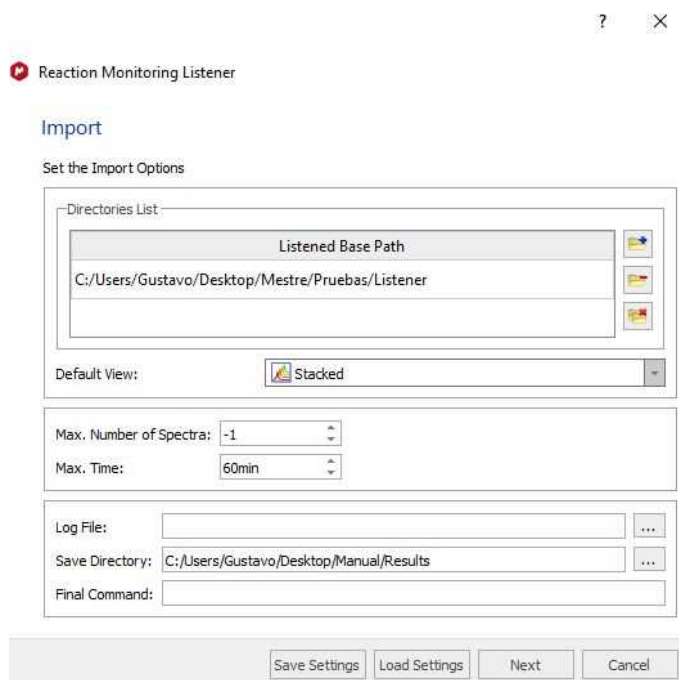 ?
Reaction Monitoring Listener
Import
Set the Import Options
Directories List
Listened Base Path
C:/Users/Gustavo/Desktop/Mestre/Pruebas/Listener
Default View: Stacked
Max. Number of Spectra: -1
Max. Time: 60min
Log File: ...
Save Directory: C:/Users/Gustavo/Desktop/Manual/Results ...
Final Command:
Save Settings Load Settings Next Cancel